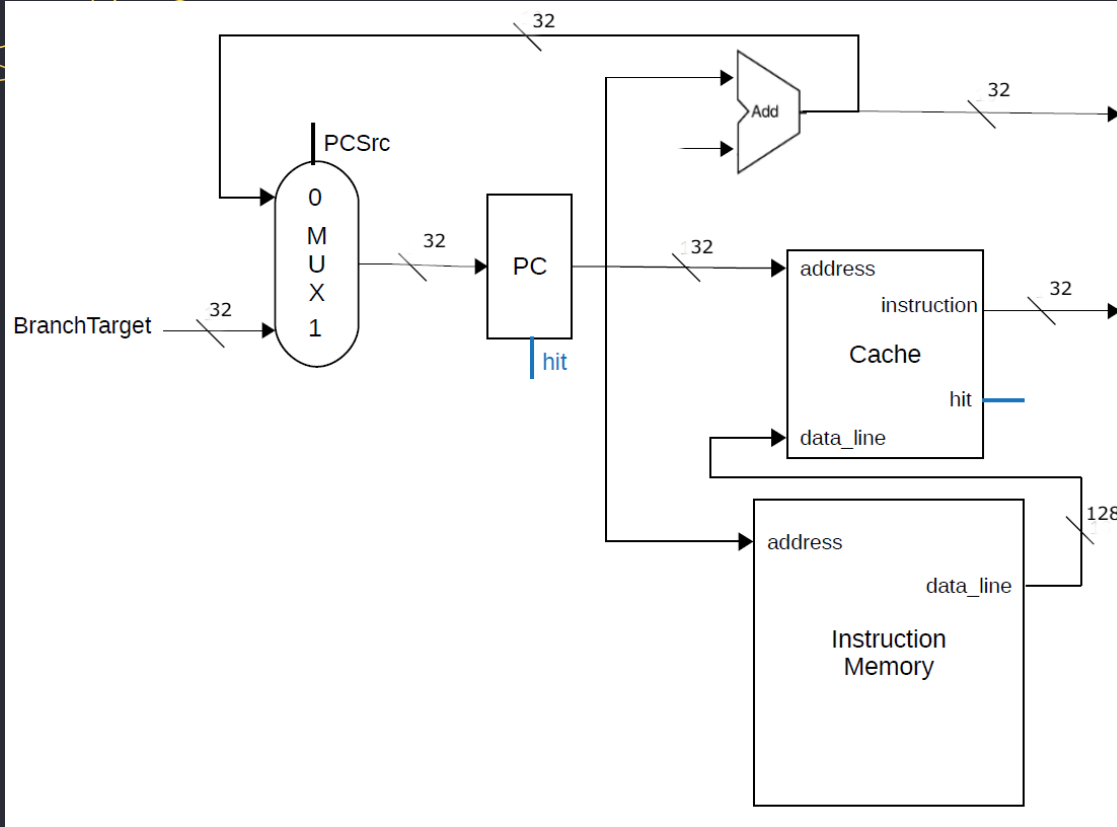 32
Add
32
PCSrc
0
M
U
X
1
32
PC
hit
32
BranchTarget
32
address
instruction
32
Cache
hit
data_line
128
address
data_line
Instruction
Memory